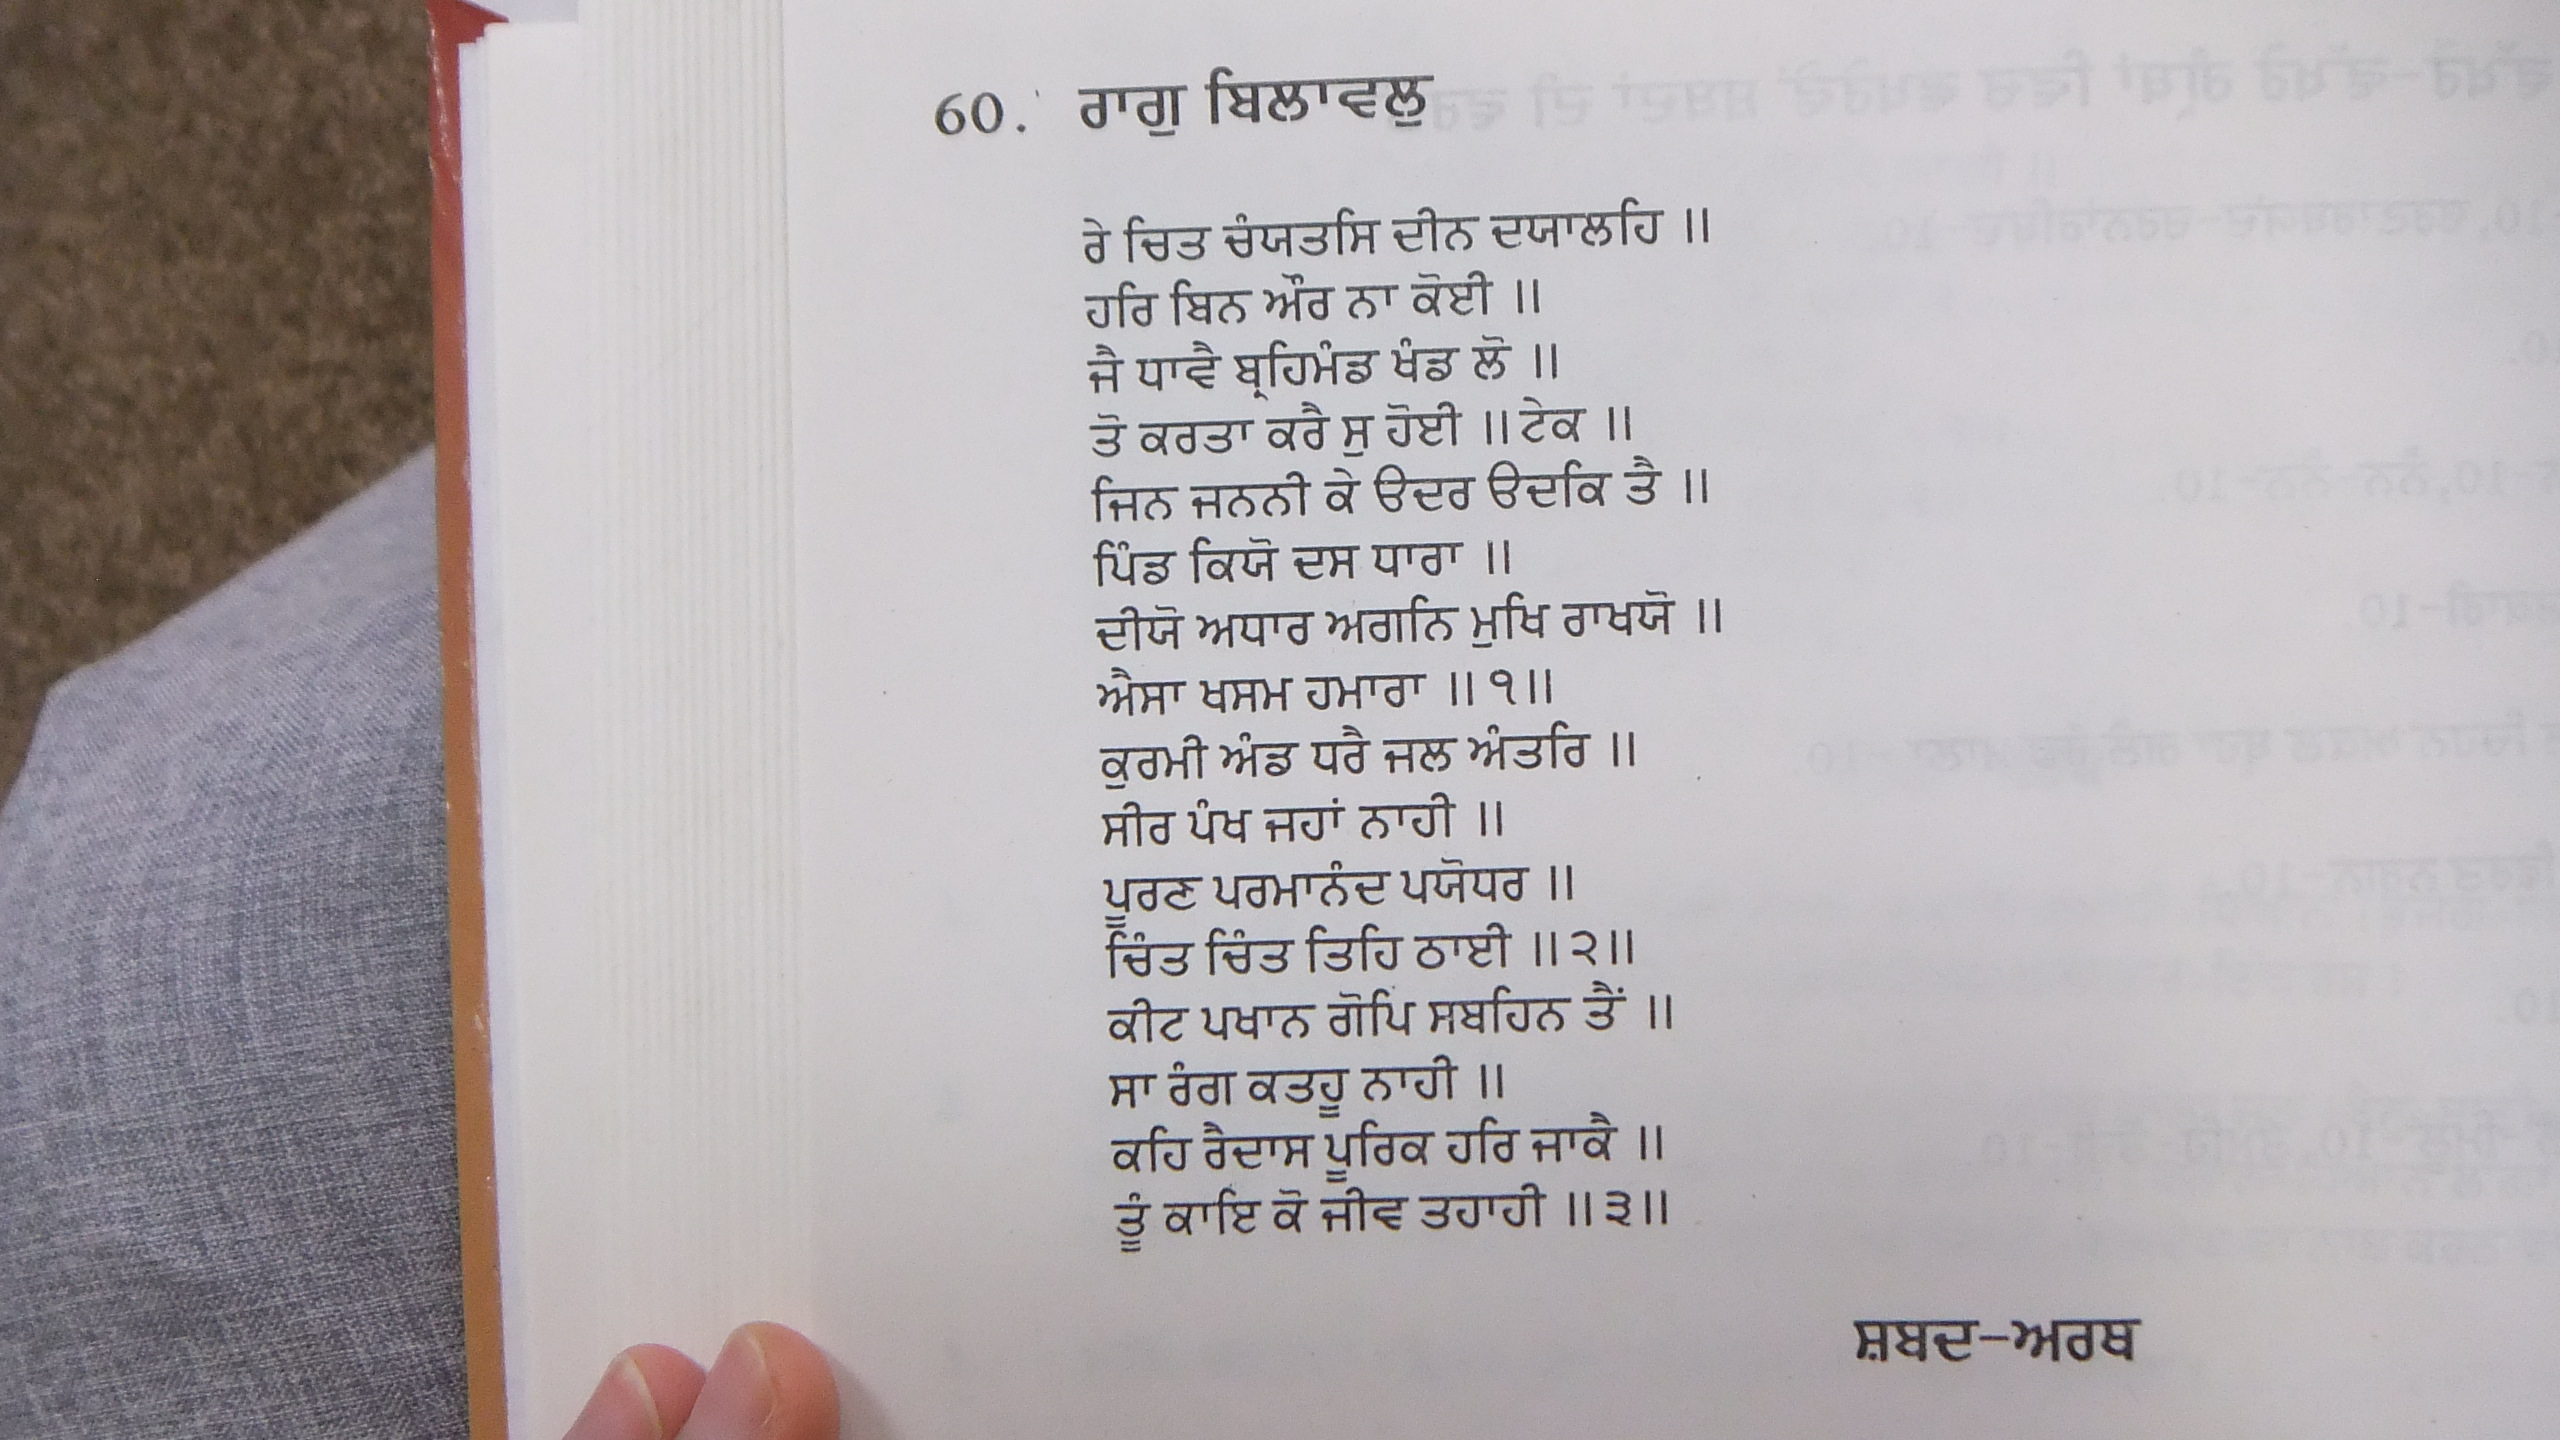 60. ਰਾਗੁ ਬਿਲਾਵਲੁ
ਰੇ ਚਿਤ ਚੰਯਤਸਿ ਦੀਨ ਦਯਾਲਹਿ ॥
ਹਰਿ ਬਿਨ ਔਰ ਨਾ ਕੋਈ ॥
ਜੈ ਧਾਵੈ ਬ੍ਰਹਿਮੰਡ ਖੰਡ ਲੋ ॥
ਤੋ ਕਰਤਾ ਕਰੈ ਸੁ ਹੋਈ ॥ ਟੇਕ ॥
ਜਿਨ ਜਨਨੀ ਕੇ ਓਦਰ ਓਦਕਿ ਤੈ ॥
ਪਿੰਡ ਕਿਯੋ ਦਸ ਧਾਰਾ ॥
ਦੀਯੋ ਅਧਾਰ ਅਗਨਿ ਮੁਖਿ ਰਾਖਯੋ ॥
ਐਸਾ ਖਸਮ ਹਮਾਰਾ ॥੧॥
ਕੁਰਮੀ ਅੰਡ ਧਰੈ ਜਲ ਅੰਤਰਿ ॥
ਸੀਰ ਪੰਖ ਜਹਾਂ ਨਾਹੀ ॥
ਪੂਰਣ ਪਰਮਾਨੰਦ ਪਯੋਧਰ ॥
ਚਿੰਤ ਚਿੰਤ ਤਿਹਿ ਠਾਈ ॥੨॥
ਕੀਟ ਪਖਾਨ ਗੋਪਿ ਸਬਹਿਨ ਤੈਂ ॥
ਸਾ ਰੰਗ ਕਤਹੂ ਨਾਹੀ ॥
ਕਹਿ ਰੈਦਾਸ ਪੂਰਿਕ ਹਰਿ ਜਾਕੈ ॥
ਤੂੰ ਕਾਇ ਕੋ ਜੀਵ ਤਹਾਹੀ ॥੩॥
ਸ਼ਬਦ-ਅਰਥ